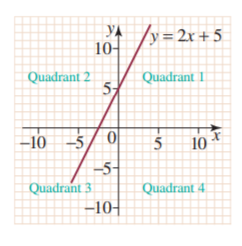 y
y = 2x + 5
10
Quadrant 2
Quadrant 1
5
–10 –5 0 5 10 x
–5
Quadrant 3
Quadrant 4
–10